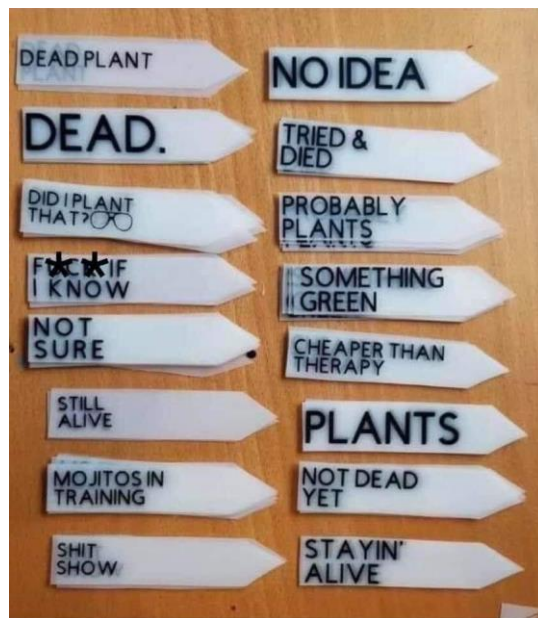 DEAD PLANT
DEAD.
DID I PLANT
THAT?
F*C* IF
I KNOW
NOT
SURE
STILL
ALIVE
MOJITOS IN
TRAINING
SHIT
SHOW
NO IDEA
TRIED &
DIED
PROBABLY
PLANTS
SOMETHING
GREEN
CHEAPER THAN
THERAPY
PLANTS
NOT DEAD
YET
STAYIN'
ALIVE